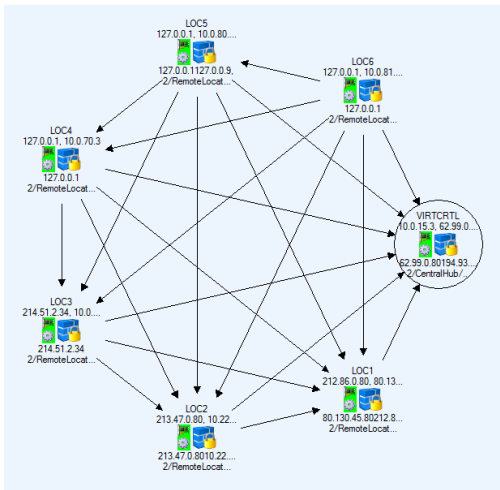 LOC5
127.0.0.1, 10.0.80....
127.0.0.1127.0.0.9,
2/RemoteLocat...
LOC6
127.0.0.1, 10.0.81....
127.0.0.1
2/RemoteLocat...
LOC4
127.0.0.1, 10.0.70.3
127.0.0.1
2/RemoteLocat...
VIRTCRTL
10.0.15.3, 62.99.0....
62.99.0.80194.93....
2/CentralHub/...
LOC3
214.51.2.34, 10.0....
214.51.2.34
2/RemoteLocat...
LOC1
212.86.0.80, 80.13...
80.130.45.80212.8...
2/RemoteLocat...
LOC2
213.47.0.80, 10.22....
213.47.0.8010.22....
2/RemoteLocat...